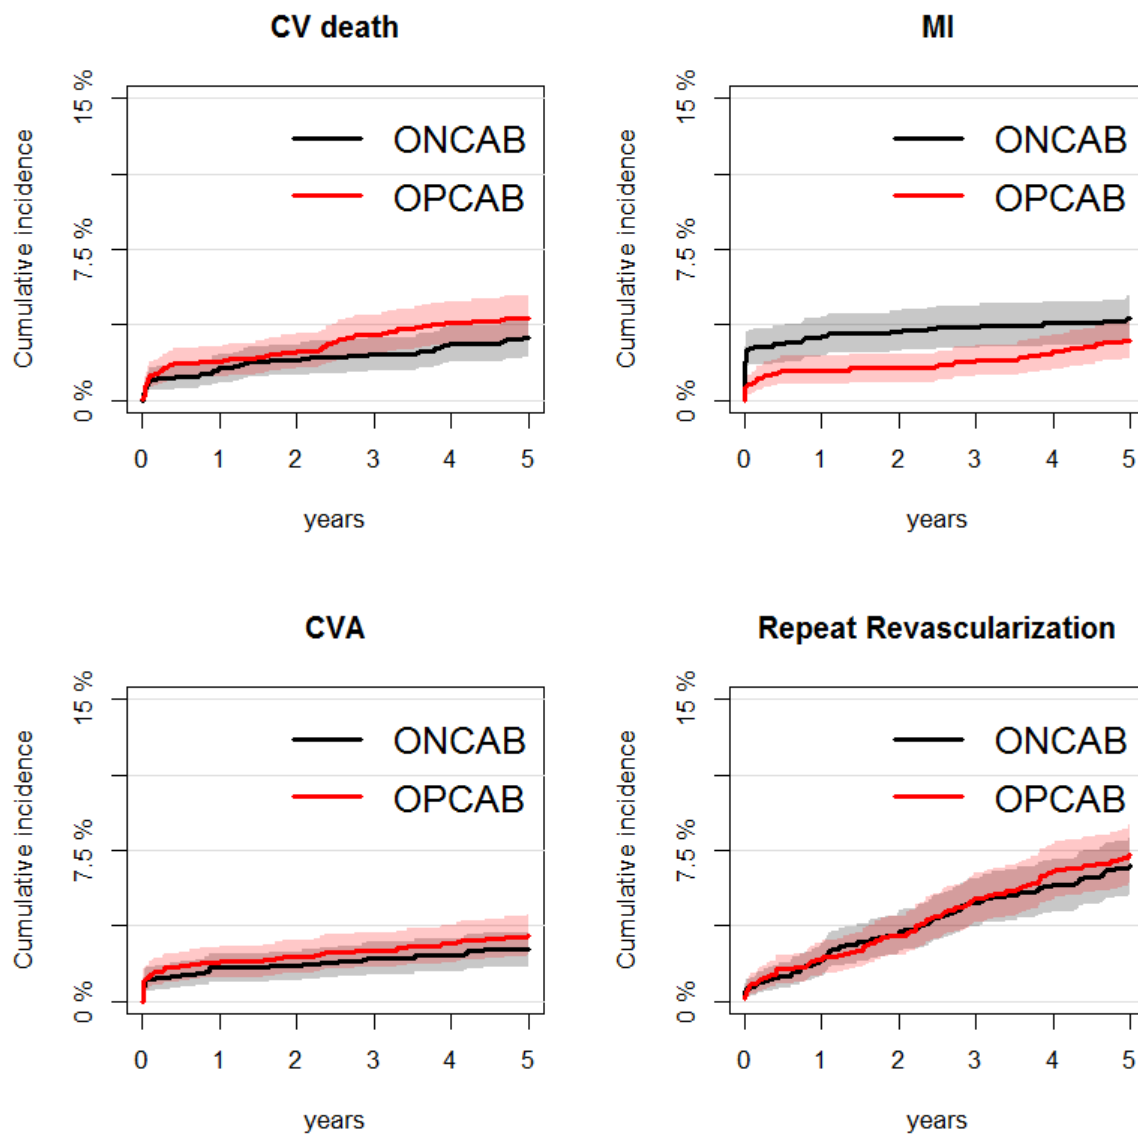 CV death
Cumulative incidence
15 %
7.5 %
0 %
ONCAB
OPCAB
0 1 2 3 4 5
years
MI
Cumulative incidence
15 %
7.5 %
0 %
ONCAB
OPCAB
0 1 2 3 4 5
years
CVA
Cumulative incidence
15 %
7.5 %
0 %
ONCAB
OPCAB
0 1 2 3 4 5
years
Repeat Revascularization
Cumulative incidence
15 %
7.5 %
0 %
ONCAB
OPCAB
0 1 2 3 4 5
years